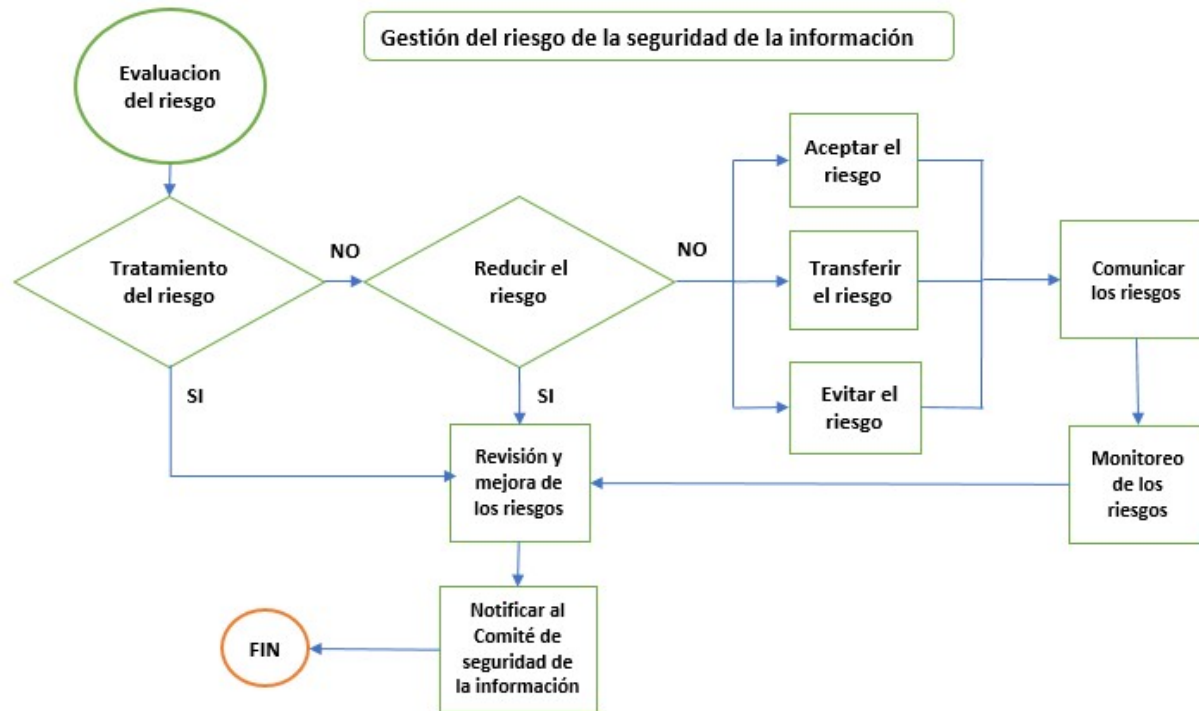 Gestión del riesgo de la seguridad de la información
Evaluacion
del riesgo
Tratamiento
del riesgo
NO
SI
Reducir el
riesgo
NO
SI
Aceptar el
riesgo
Transferir
el riesgo
Evitar el
riesgo
Comunicar
los riesgos
Monitoreo
de los
riesgos
Revisión y
mejora de
los riesgos
Notificar al
Comité de
seguridad de
la información
FIN